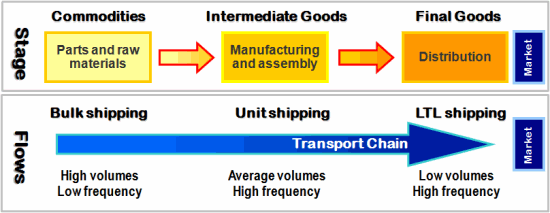 Stage
Commodities
Intermediate Goods
Final Goods
Parts and raw
materials
Manufacturing
and assembly
Distribution
Market
Flows
Bulk shipping
Unit shipping
LTL shipping
Transport Chain
Market
High volumes
Low frequency
Average volumes
High frequency
Low volumes
High frequency